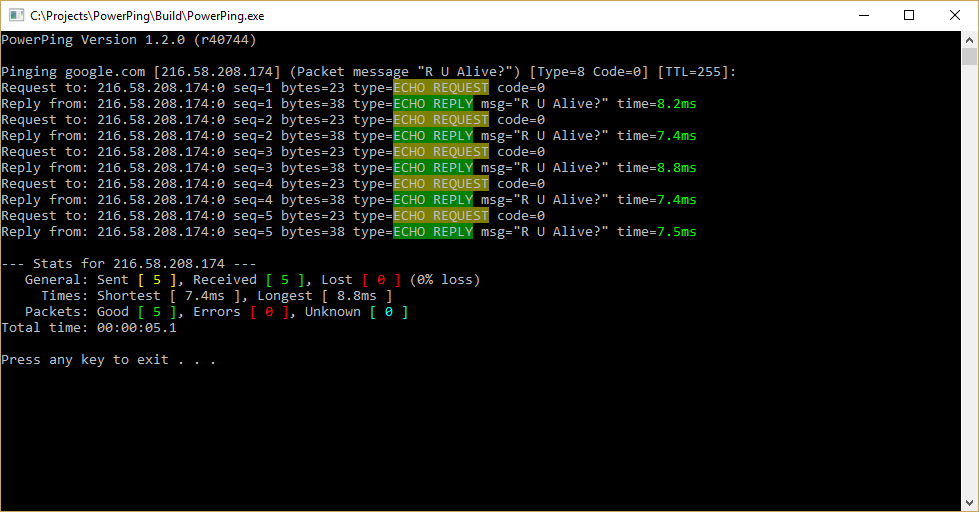 C:\Projects\PowerPing\Build\PowerPing.exe
PowerPing Version 1.2.0 (r40744)
Pinging google.com [216.58.208.174] (Packet message "R U Alive?") [Type=8 Code=0] [TTL=255]:
Request to: 216.58.208.174:0 seq=1 bytes=23 type=ECHO REQUEST code=0
Reply from: 216.58.208.174:0 seq=1 bytes=38 type=ECHO REPLY msg="R U Alive?" time=8.2ms
Request to: 216.58.208.174:0 seq=2 bytes=23 type=ECHO REQUEST code=0
Reply from: 216.58.208.174:0 seq=2 bytes=38 type=ECHO REPLY msg="R U Alive?" time=7.4ms
Request to: 216.58.208.174:0 seq=3 bytes=23 type=ECHO REQUEST code=0
Reply from: 216.58.208.174:0 seq=3 bytes=38 type=ECHO REPLY msg="R U Alive?" time=8.8ms
Request to: 216.58.208.174:0 seq=4 bytes=23 type=ECHO REQUEST code=0
Reply from: 216.58.208.174:0 seq=4 bytes=38 type=ECHO REPLY msg="R U Alive?" time=7.4ms
Request to: 216.58.208.174:0 seq=5 bytes=23 type=ECHO REQUEST code=0
Reply from: 216.58.208.174:0 seq=5 bytes=38 type=ECHO REPLY msg="R U Alive?" time=7.5ms
--- Stats for 216.58.208.174 ---
General: Sent [ 5 ], Received [ 5 ], Lost [ 0 ] (0% loss)
Times: Shortest [ 7.4ms ], Longest [ 8.8ms ]
Packets: Good [ 5 ], Errors [ 0 ], Unknown [ 0 ]
Total time: 00:00:05.1
Press any key to exit . . .